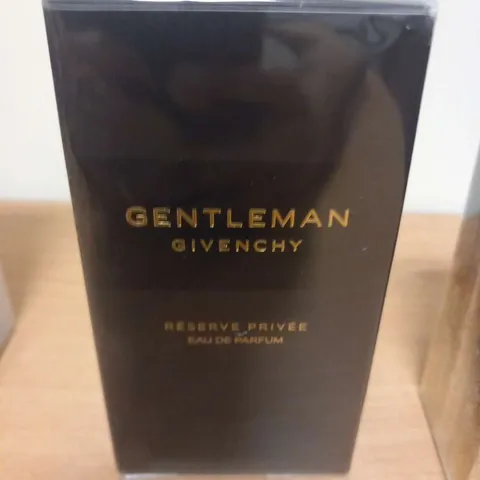 GENTLEMAN
GIVENCHY
RÉSERVE PRIVÉE
EAU DE PARFUM